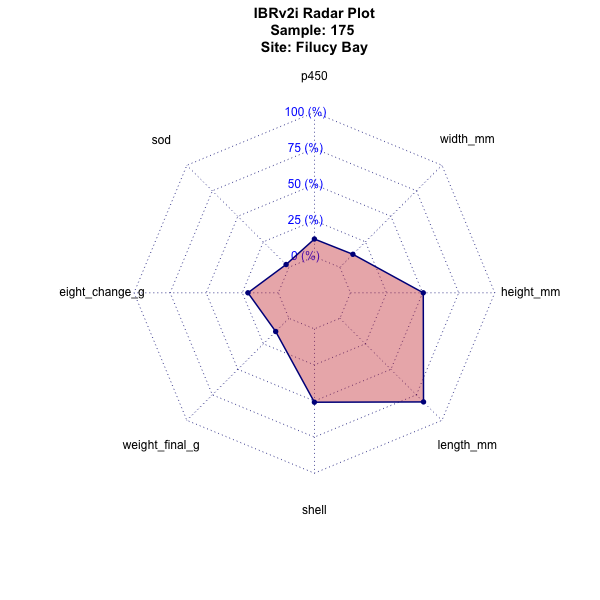 IBRv2i Radar Plot
Sample: 175
Site: Filucy Bay
p450
100 (%)
sod
width_mm
75 (%)
50 (%)
25 (%)
0 (%)
eight_change_g
height_mm
weight_final_g
length_mm
shell